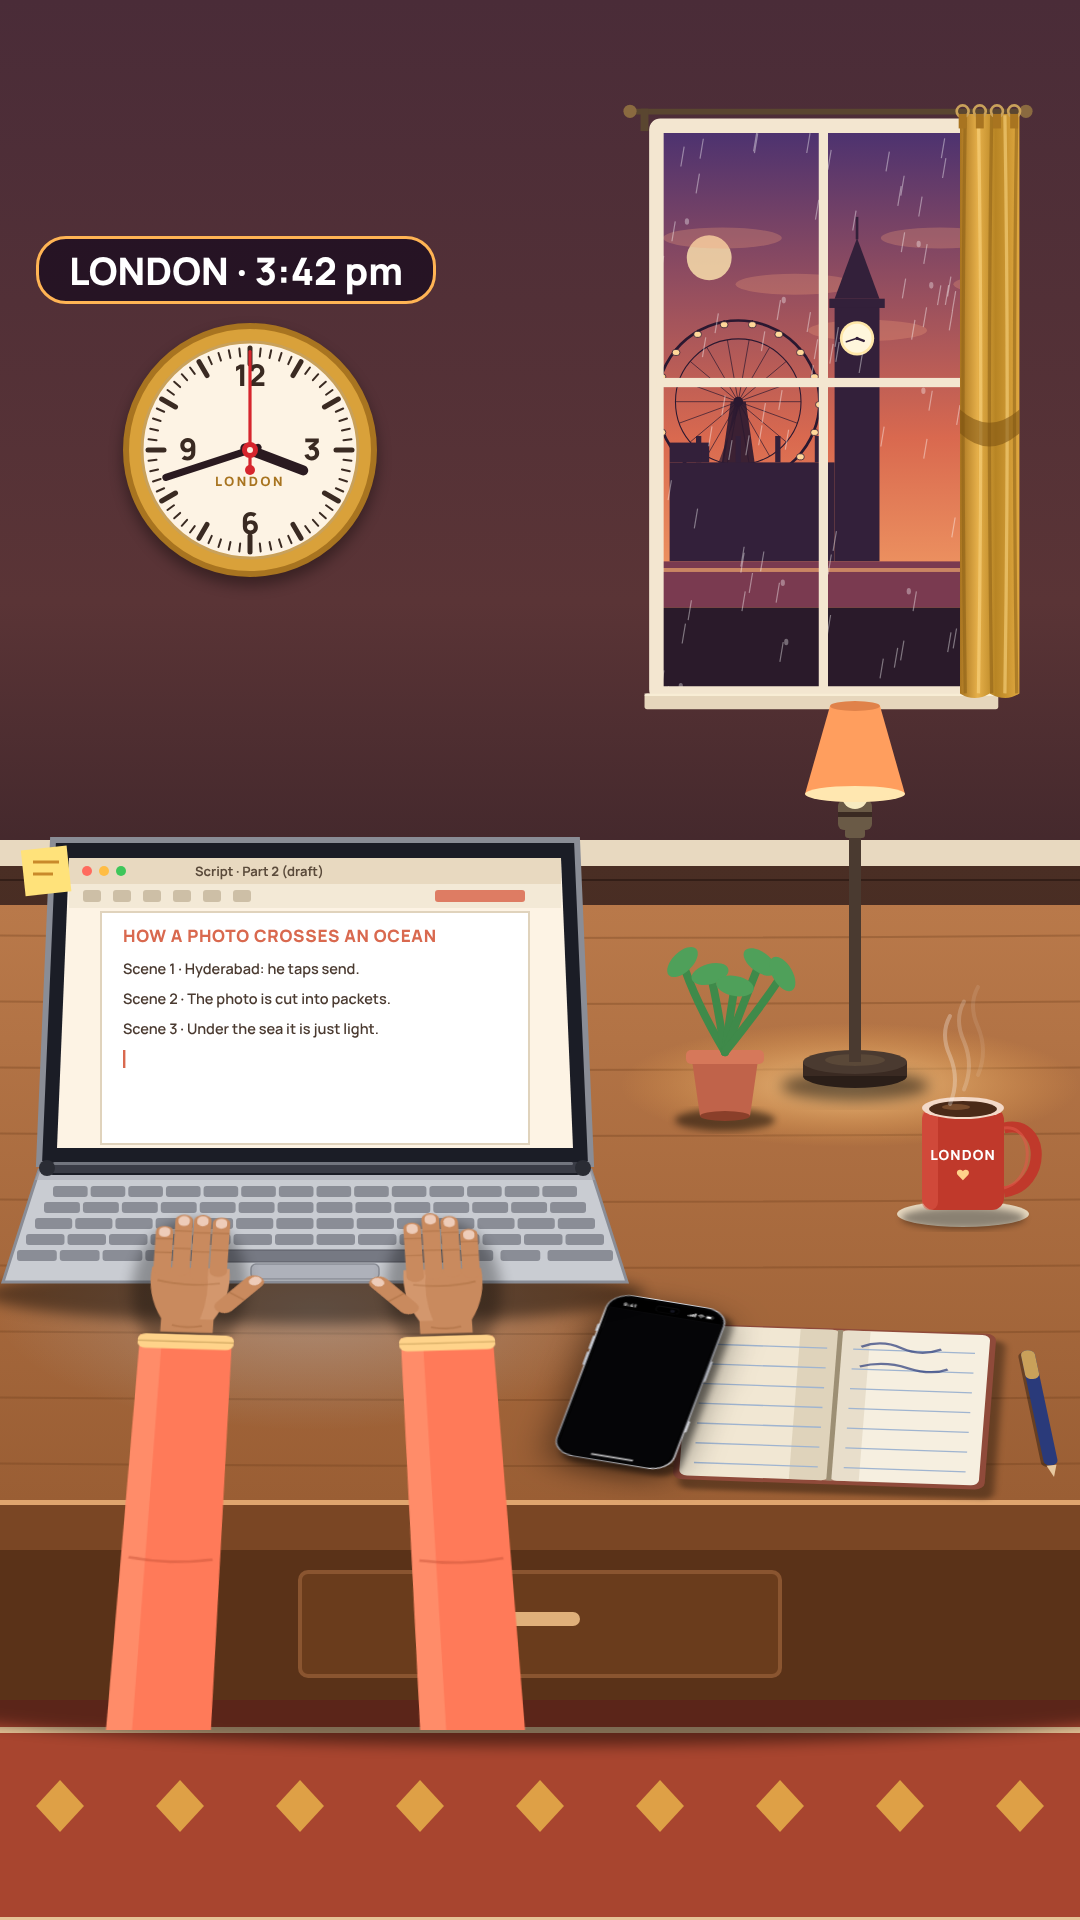 LONDON · 3:42 pm
12
9
3
LONDON
6
Script · Part 2 (draft)
HOW A PHOTO CROSSES AN OCEAN
Scene 1 · Hyderabad: he taps send.
Scene 2 · The photo is cut into packets.
Scene 3 · Under the sea it is just light.
LONDON